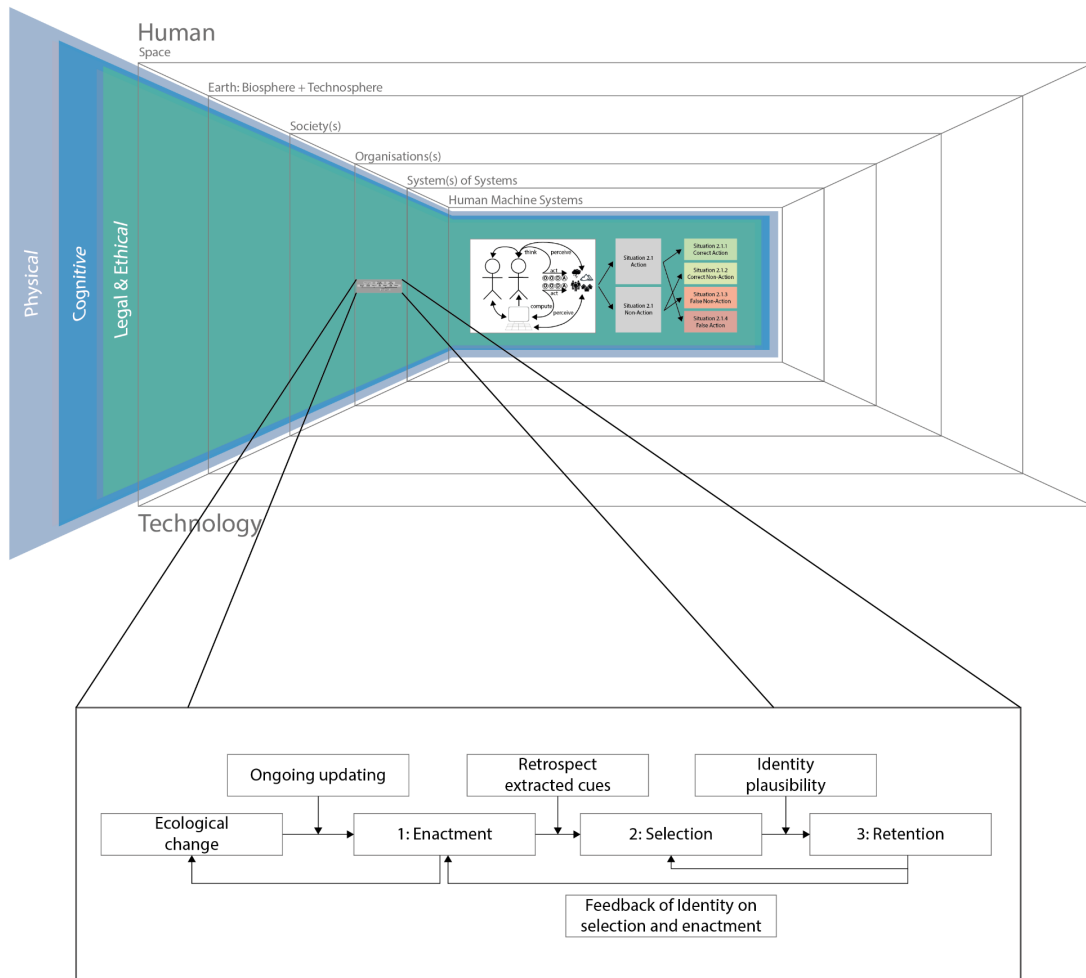 Human
Space
Earth: Biosphere + Technosphere
Society(s)
Organisations(s)
System(s) of Systems
Human Machine Systems
Physical
Cognitive
Legal & Ethical
think
perceive
act
O O D A
O O D A
act
compute
perceive
Situation 2.1
Action
Situation 2.1
Non-Action
Situation 2.1.1
Correct Action
Situation 2.1.2
Correct Non-Action
Situation 2.1.3
False Non-Action
Situation 2.1.4
False Action
Technology
Ongoing updating
Retrospect
extracted cues
Identity
plausibility
Ecological
change
1: Enactment
2: Selection
3: Retention
Feedback of Identity on
selection and enactment